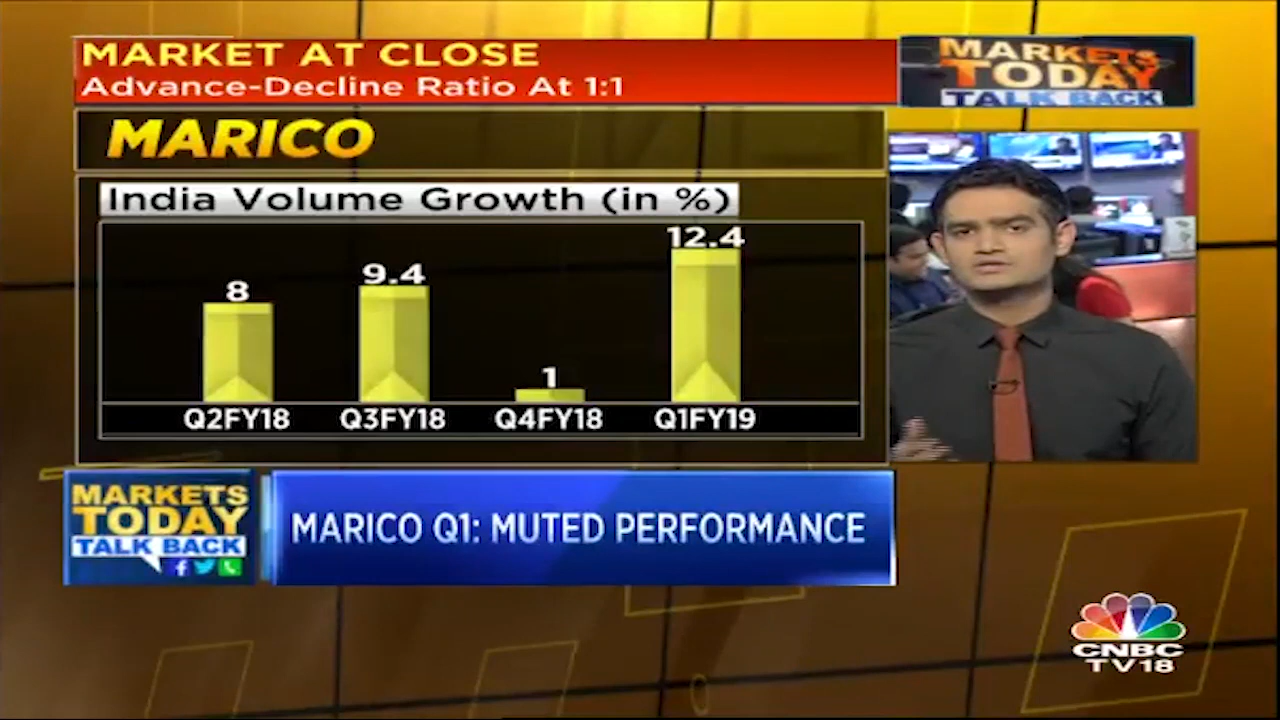 MARKET AT CLOSE
Advance-Decline Ratio At 1:1
MARKETS
TODAY
TALK BACK
MARICO
India Volume Growth (in %)
8
9.4
1
12.4
Q2FY18
Q3FY18
Q4FY18
Q1FY19
MARKETS
TODAY
TALK BACK
MARICO Q1: MUTED PERFORMANCE
CNBC
TV18